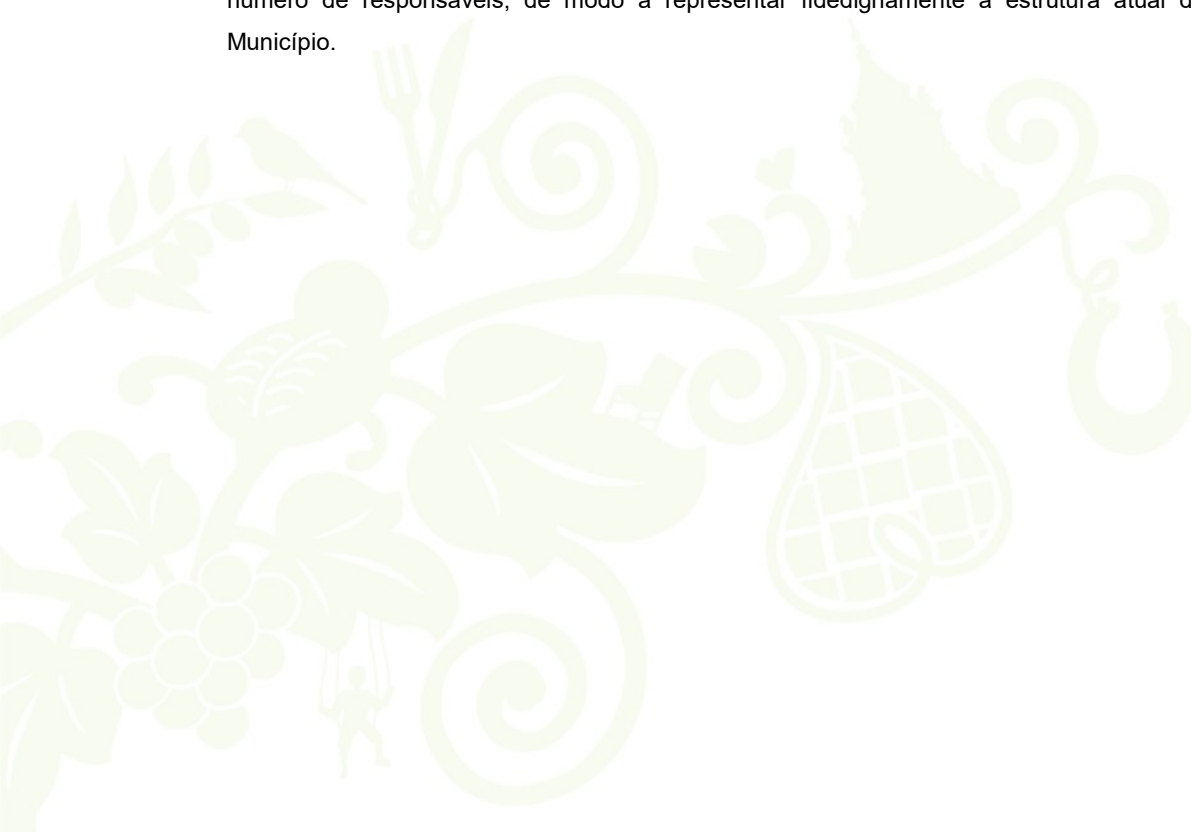 número de responsáveis, de modo a representar fidedignamente a estrutura atual d
Município.